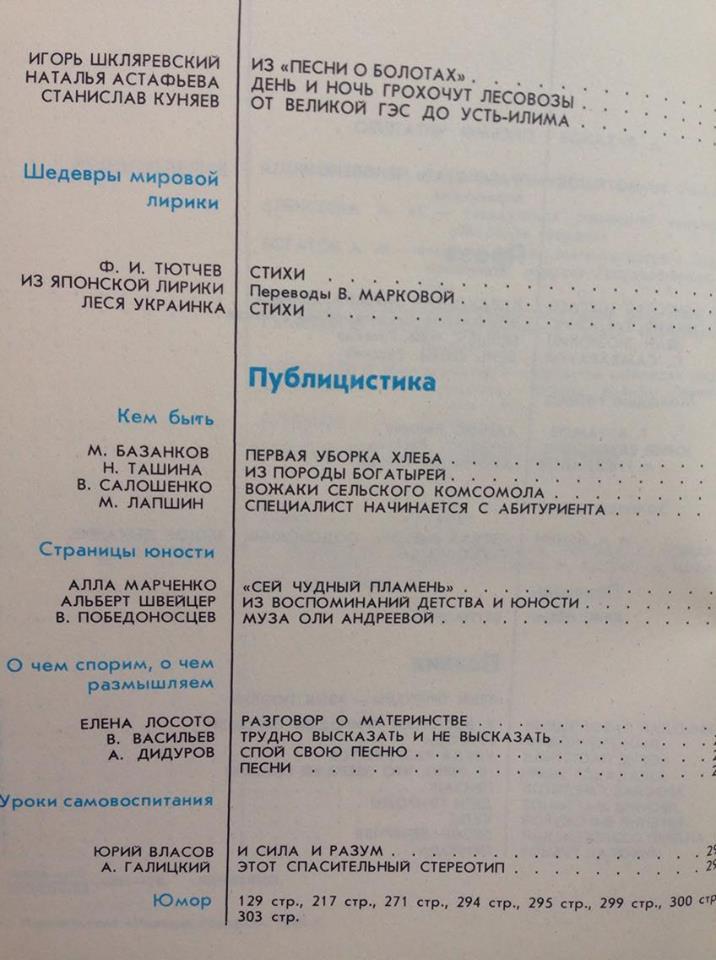 ИГОРЬ ШКЛЯРЕВСКИЙ ИЗ «ПЕСНИ О БОЛОТАХ»
НАТАЛЬЯ АСТАФЬЕВА ДЕНЬ И НОЧЬ ГРОХОЧУТ ЛЕСОВОЗЫ
СТАНИСЛАВ КУНЯЕВ ОТ ВЕЛИКОЙ ГЭС ДО УСТЬ-ИЛИМА
Шедевры мировой
лирики
Ф. И. ТЮТЧЕВ СТИХИ
ИЗ ЯПОНСКОЙ ЛИРИКИ Переводы В. МАРКОВОЙ
ЛЕСЯ УКРАИНКА СТИХИ
Публицистика
Кем быть
М. БАЗАНКОВ ПЕРВАЯ УБОРКА ХЛЕБА
Н. ТАШИНА ИЗ ПОРОДЫ БОГАТЫРЕЙ
В. САЛОШЕНКО ВОЖАКИ СЕЛЬСКОГО КОМСОМОЛА
М. ЛАПШИН СПЕЦИАЛИСТ НАЧИНАЕТСЯ С АБИТУРИЕНТА
Страницы юности
АЛЛА МАРЧЕНКО «СЕЙ ЧУДНЫЙ ПЛАМЕНЬ»
АЛЬБЕРТ ШВЕЙЦЕР ИЗ ВОСПОМИНАНИЙ ДЕТСТВА И ЮНОСТИ
В. ПОБЕДОНОСЦЕВ МУЗА ОЛИ АНДРЕЕВОЙ
О чем спорим, о чем
размышляем
ЕЛЕНА ЛОСОТО РАЗГОВОР О МАТЕРИНСТВЕ
В. ВАСИЛЬЕВ ТРУДНО ВЫСКАЗАТЬ И НЕ ВЫСКАЗАТЬ
А. ДИДУРОВ СПОЙ СВОЮ ПЕСНЮ
ПЕСНИ
Уроки самовоспитания
ЮРИЙ ВЛАСОВ И СИЛА И РАЗУМ
А. ГАЛИЦКИЙ ЭТОТ СПАСИТЕЛЬНЫЙ СТЕРЕОТИП
Юмор 129 стр., 217 стр., 271 стр., 294 стр., 295 стр., 299 стр., 300 стр
303 стр.